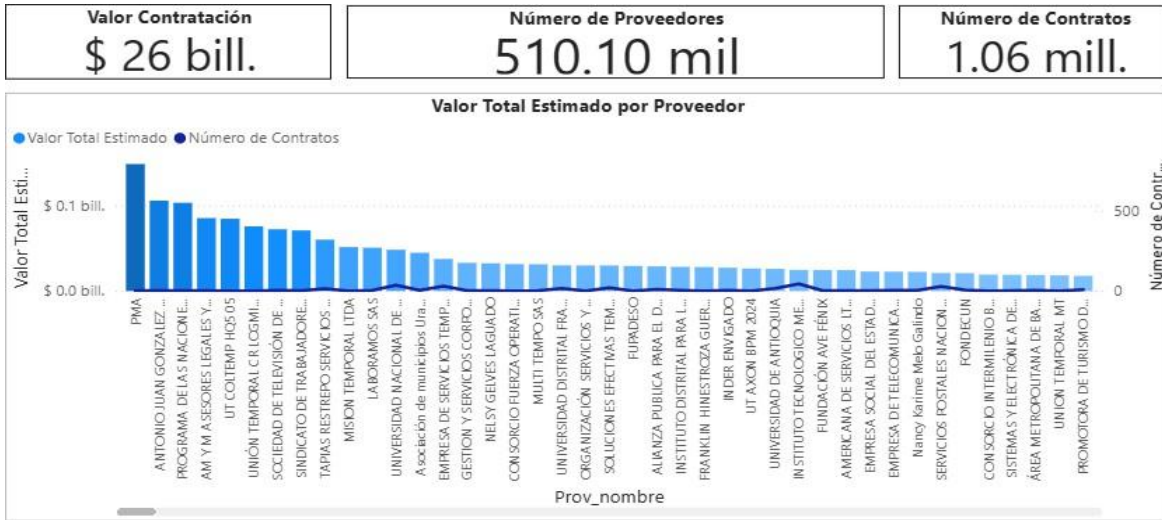 Valor Contratación
$ 26 bill.
Número de Proveedores
510.10 mil
Número de Contratos
1.06 mill.
Valor Total Estimado por Proveedor
Valor Total Estimado
Número de Contratos
Valor Total Esti...
$ 0.1 bill.
$ 0.0 bill.
500
0
Número de Contr...
PMA
ANTONIO JUAN GONZALEZ...
PROGRAMA DE LAS NACIONE...
AM Y M ASESORES LEGALES Y...
UT COLTEMP HQ5 05
UNIÓN TEMPORAL C R LOGMI...
SOCIEDAD DE TELEVISIÓN DE ...
SINDICATO DE TRABAJADORE...
TAPIAS RESTREPO SERVICIOS ...
MISION TEMPORAL LTDA
LABORAMOS SAS
UNIVERSIDAD NACIONAL DE ...
Asociación de municipios Ura...
EMPRESA DE SERVICIOS TEMP...
GESTION Y SERVICIOS CORPO...
NELSY GELVES LAGUADO
CONSORCIO FUERZA OPERATI...
MULTI TEMPO SAS
UNIVERSIDAD DISTRITAL FRA...
ORGANIZACIÓN SERVICIOS Y...
SOLUCIONES EFECTIVAS TEM...
FUPADESO
ALIANZA PUBLICA PARA EL D...
INSTITUTO DISTRITAL PARA L...
FRANKLIN HINESTROZA GUER...
INDER ENVIGADO
UT AXON BPM 2024
UNIVERSIDAD DE ANTIOQUIA
INSTITUTO TECNOLOGICO ME...
FUNDACIÓN AVE FÉNIX
AMERICANA DE SERVICIOS LT...
EMPRESA SOCIAL DEL ESTAD...
EMPRESA DE TELECOMUNICA...
Nancy Karime Melo Galindo
SERVICIOS POSTALES NACION...
FONDECUN
CONSORCIO INTERMILENIO B...
SISTEMAS Y ELECTRÓNICA DE...
ÁREA METROPOLITANA DE BA...
UNION TEMPORAL MT
PROMOTORA DE TURISMO D...
Prov_nombre